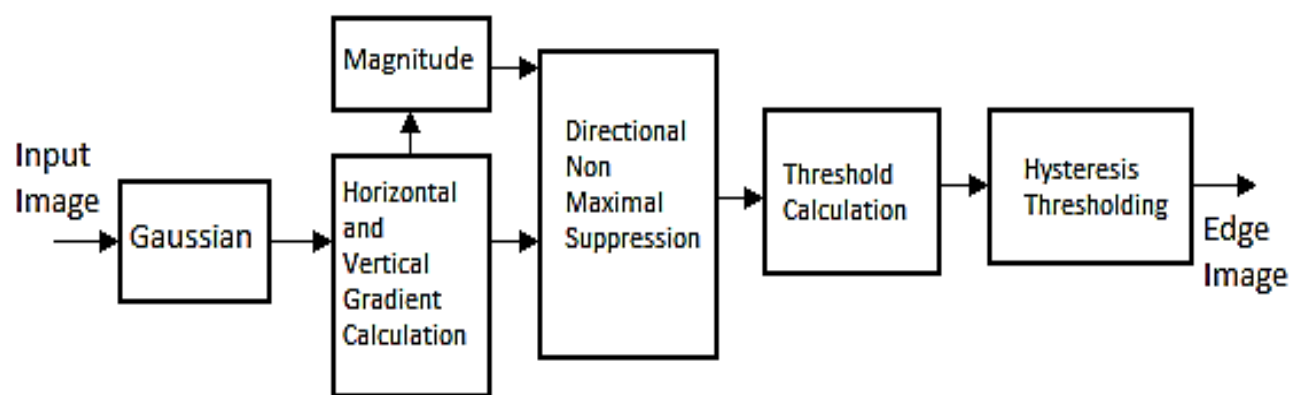 Input
Image
Gaussian
Magnitude
Horizontal
and
Vertical
Gradient
Calculation
Directional
Non
Maximal
Suppression
Threshold
Calculation
Hysteresis
Thresholding
Edge
Image